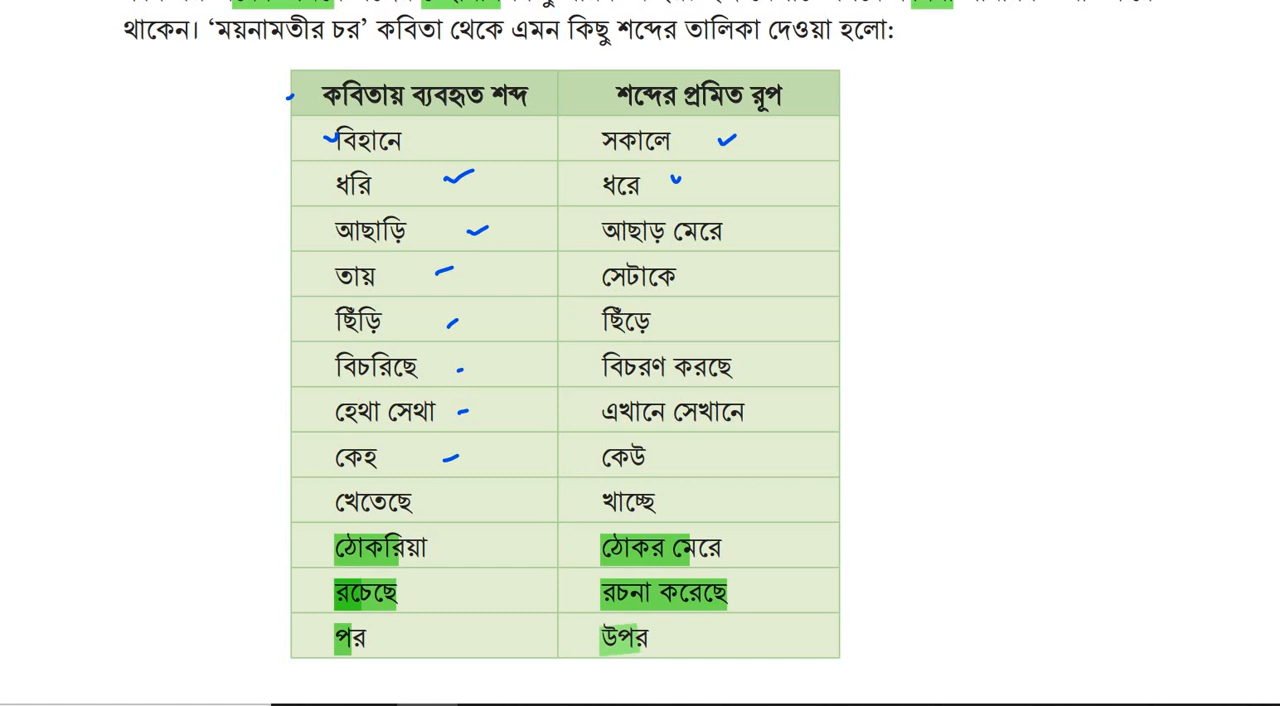 থাকেন। ‘ময়নামতীর চর’ কবিতা থেকে এমন কিছু শব্দের তালিকা দেওয়া হলো:
কবিতায় ব্যবহৃত শব্দ শব্দের প্রমিত রূপ
বিহানে সকালে
ধরি ধরে
আছাড়ি আছাড় মেরে
তায় সেটাকে
ছিঁড়ি ছিঁড়ে
বিচরিছে বিচরণ করছে
হেথা সেথা এখানে সেখানে
কেহ কেউ
খেতেছে খাচ্ছে
ঠোকরিয়া ঠোকর মেরে
রচেছে রচনা করেছে
পর উপর